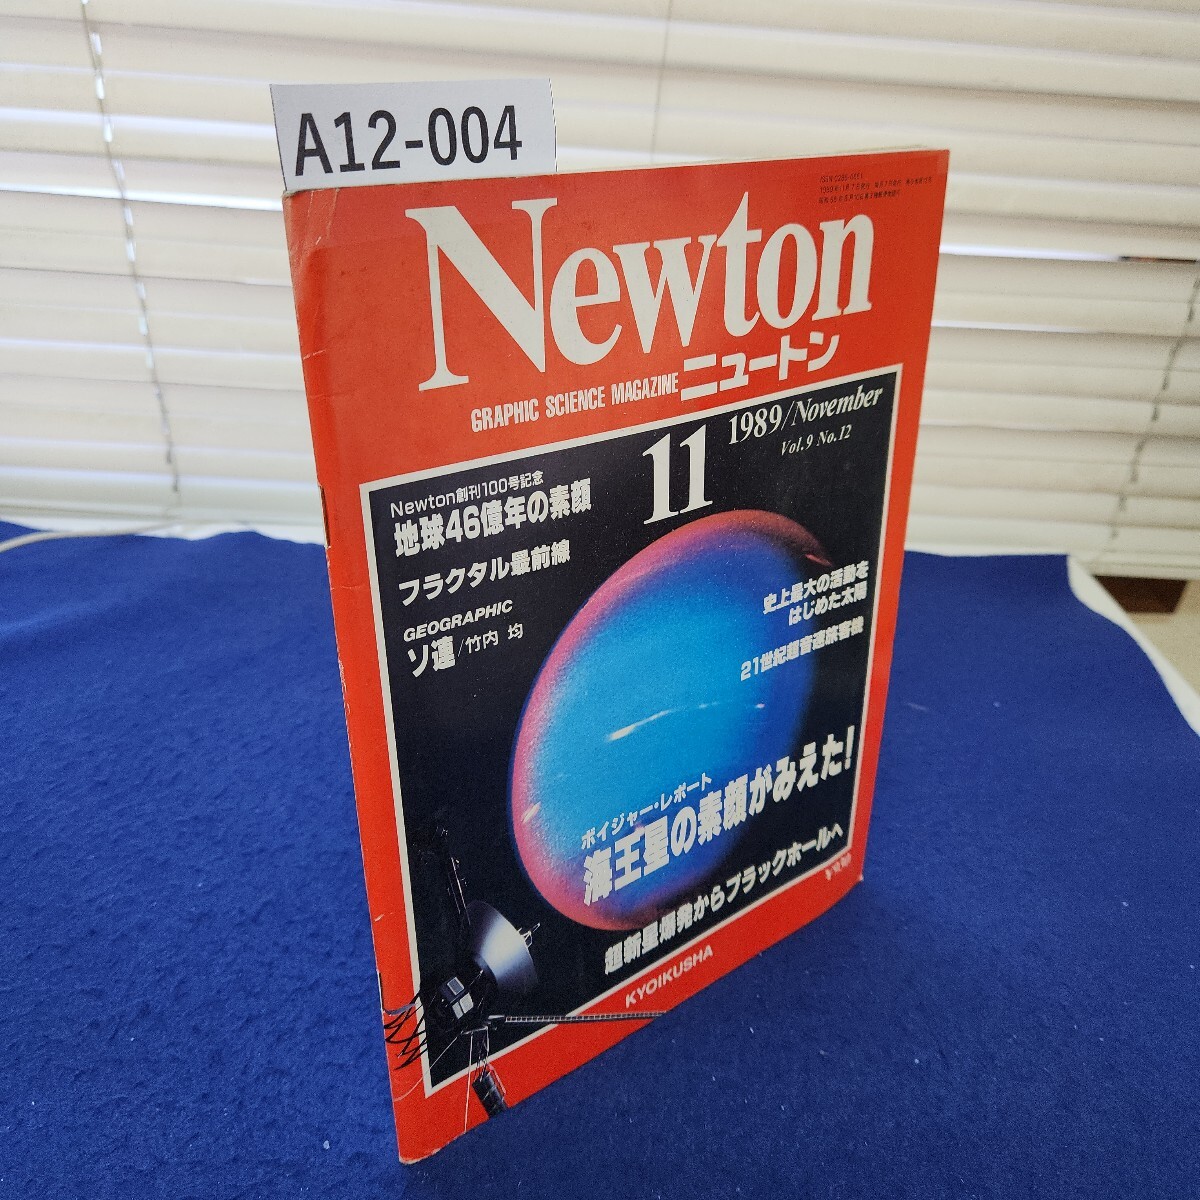 A12-004
Newton
GRAPHIC SCIENCE MAGAZINE ニュートン
11
1989/November
Vol.9 No.12
Newton創刊100号記念
地球46億年の素顔
フラクタル最前線
GEOGRAPHIC
ソ連/竹内 均
史上最大の活動を
はじめた太陽
21世紀超音速旅客機
ボイジャー・レポート
海王星の素顔がみえた!
超新星爆発からブラックホールへ
KYOIKUSHA